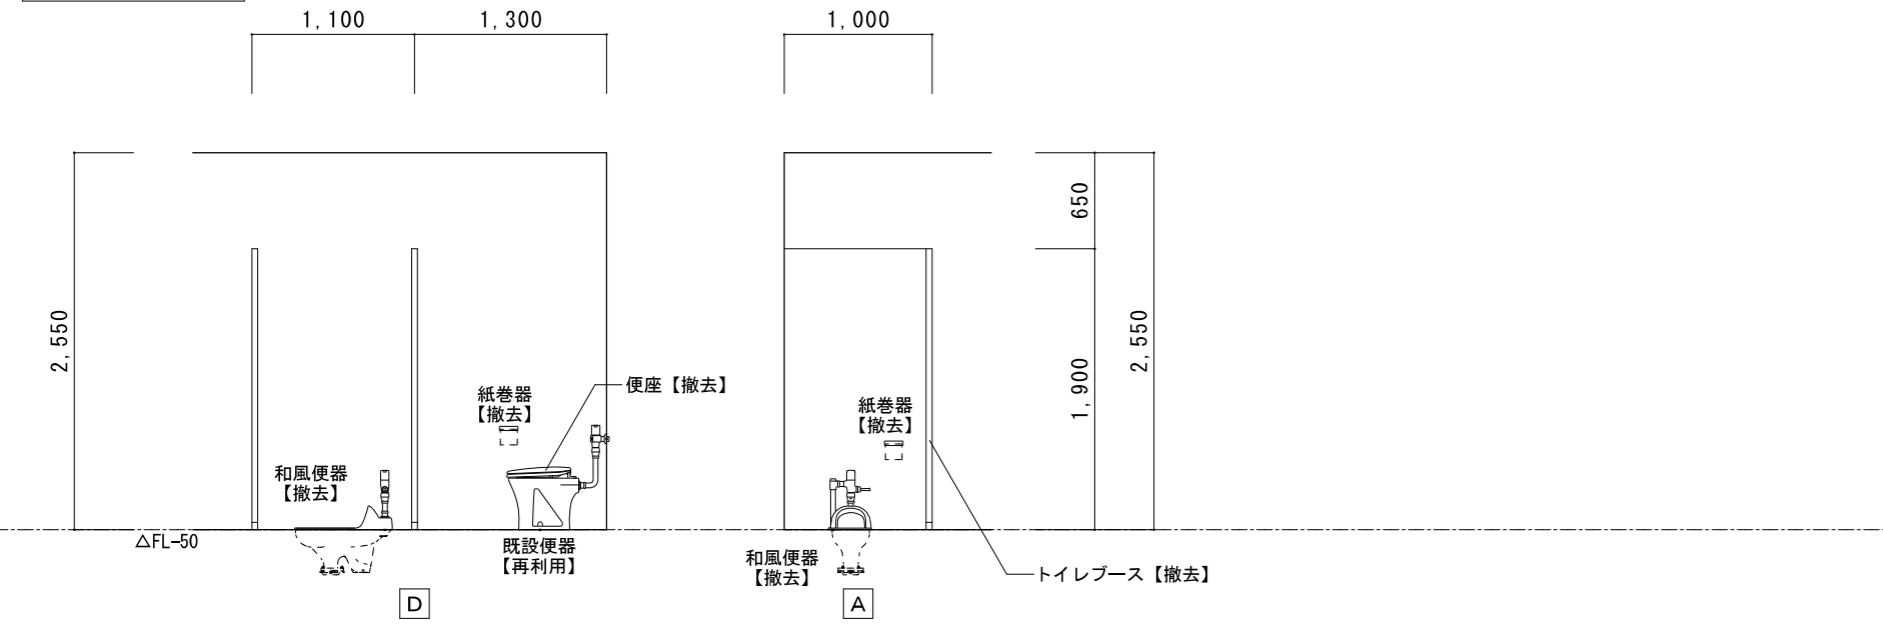 1,100
1,300
1,000
2,550
650
1,900
2,550
紙巻器
【撤去】
便座【撤去】
和風便器
【撤去】
紙巻器
【撤去】
△FL-50
既設便器
【再利用】
和風便器
【撤去】
トイレブース【撤去】
D
A